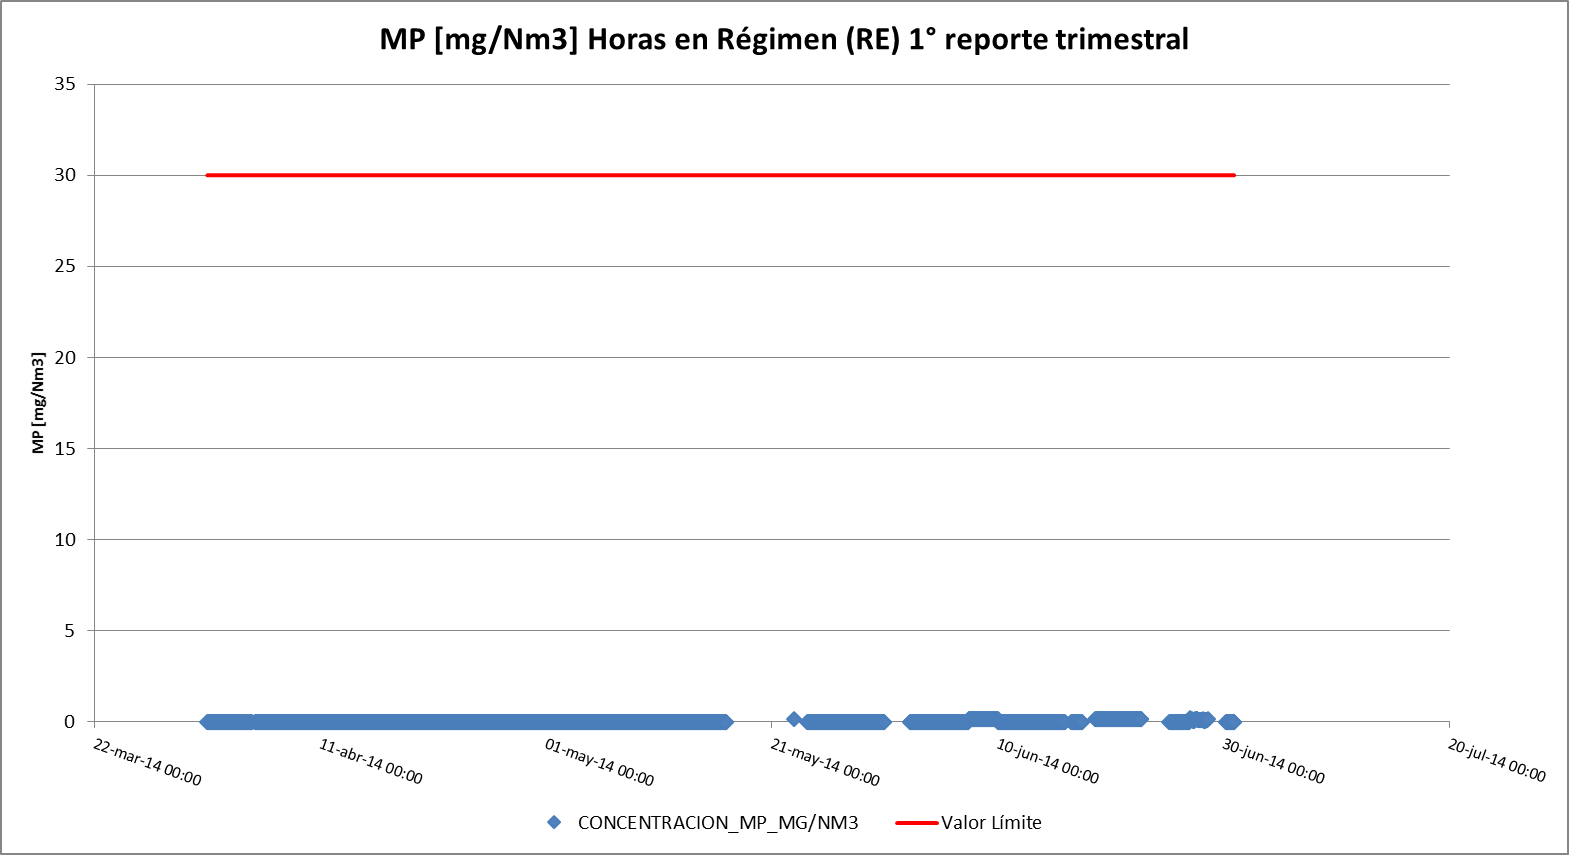 MP [mg/Nm3] Horas en Régimen (RE) 1° reporte trimestral
35
30
25
20
15
10
5
0
MP [mg/Nm3]
22-mar-14 00:00
11-abr-14 00:00
01-may-14 00:00
21-may-14 00:00
10-jun-14 00:00
30-jun-14 00:00
20-jul-14 00:00
CONCENTRACION_MP_MG/NM3
Valor Límite